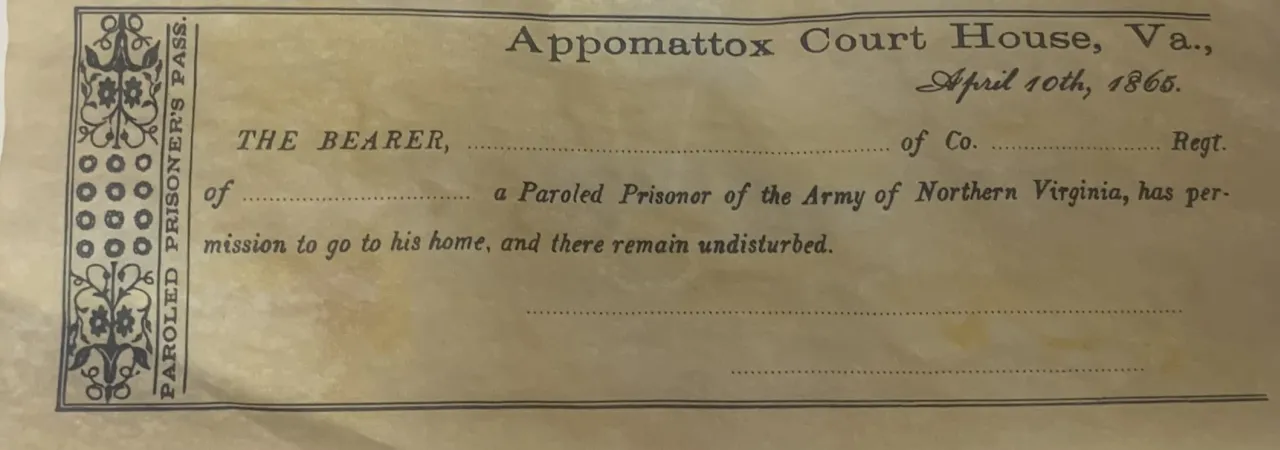 PAROLED PRISONER'S PASS.
Appomattox Court House, Va.,
April 10th, 1865.
THE BEARER, ........................ of Co. ............ Regt.
of ............ a Paroled Prisonor of the Army of Northern Virginia, has per-
mission to go to his home, and there remain undisturbed.